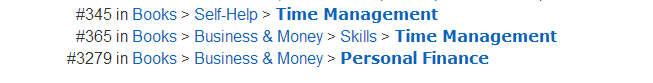 #345 in Books > Self-Help > Time Management
#365 in Books > Business & Money > Skills > Time Management
#3279 in Books > Business & Money > Personal Finance